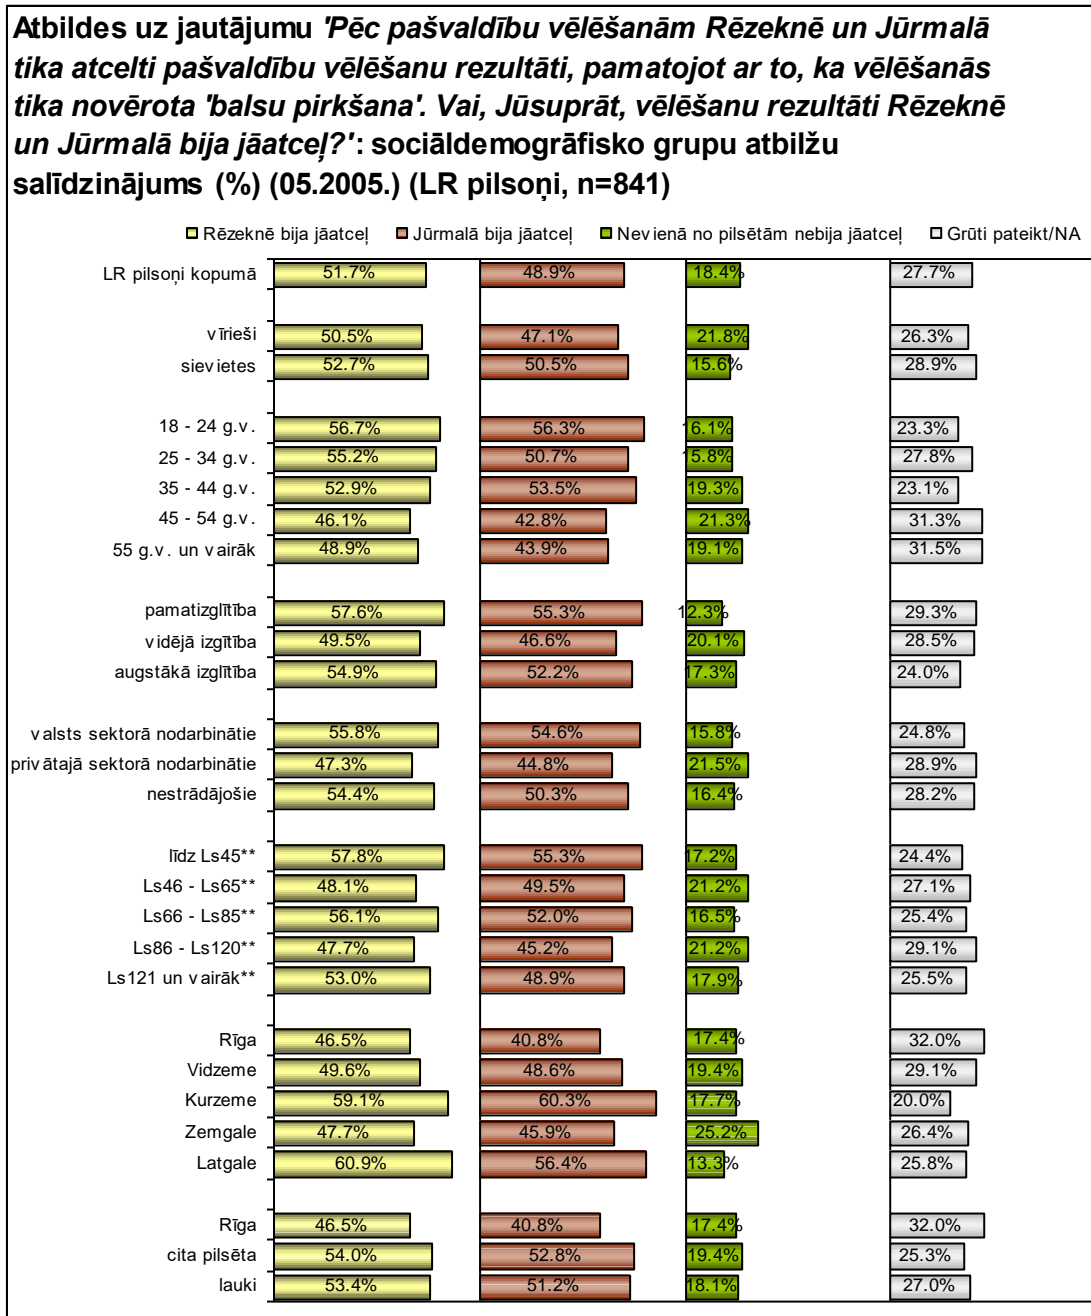 Atbildes uz jautājumu 'Pēc pašvaldību vēlēšanām Rēzeknē un Jūrmalā
tika atcelti pašvaldību vēlēšanu rezultāti, pamatojot ar to, ka vēlēšanās
tika novērota 'balsu pirkšana'. Vai, Jūsuprāt, vēlēšanu rezultāti Rēzeknē
un Jūrmalā bija jāatceļ?': sociāldemogrāfisko grupu atbilžu
salīdzinājums (%) (05.2005.) (LR pilsoņi, n=841)
Rēzeknē bija jāatceļ Jūrmalā bija jāatceļ Nevienā no pilsētām nebija jāatceļ Grūti pateikt/NA
LR pilsoņi kopumā 51.7% 48.9% 18.4% 27.7%
vīrieši 50.5% 47.1% 21.8% 26.3%
sievietes 52.7% 50.5% 15.6% 28.9%
18 - 24 g.v. 56.7% 56.3% 16.1% 23.3%
25 - 34 g.v. 55.2% 50.7% 15.8% 27.8%
35 - 44 g.v. 52.9% 53.5% 19.3% 23.1%
45 - 54 g.v. 46.1% 42.8% 21.3% 31.3%
55 g.v. un vairāk 48.9% 43.9% 19.1% 31.5%
pamatizglītība 57.6% 55.3% 12.3% 29.3%
vidējā izgītība 49.5% 46.6% 20.1% 28.5%
augstākā izglītība 54.9% 52.2% 17.3% 24.0%
valsts sektorā nodarbinātie 55.8% 54.6% 15.8% 24.8%
privātajā sektorā nodarbinātie 47.3% 44.8% 21.5% 28.9%
nestrādājošie 54.4% 50.3% 16.4% 28.2%
līdz Ls45** 57.8% 55.3% 17.2% 24.4%
Ls46 - Ls65** 48.1% 49.5% 21.2% 27.1%
Ls66 - Ls85** 56.1% 52.0% 16.5% 25.4%
Ls86 - Ls120** 47.7% 45.2% 21.2% 29.1%
Ls121 un vairāk** 53.0% 48.9% 17.9% 25.5%
Rīga 46.5% 40.8% 17.4% 32.0%
Vidzeme 49.6% 48.6% 19.4% 29.1%
Kurzeme 59.1% 60.3% 17.7% 20.0%
Zemgale 47.7% 45.9% 25.2% 26.4%
Latgale 60.9% 56.4% 13.3% 25.8%
Rīga 46.5% 40.8% 17.4% 32.0%
cita pilsēta 54.0% 52.8% 19.4% 25.3%
lauki 53.4% 51.2% 18.1% 27.0%